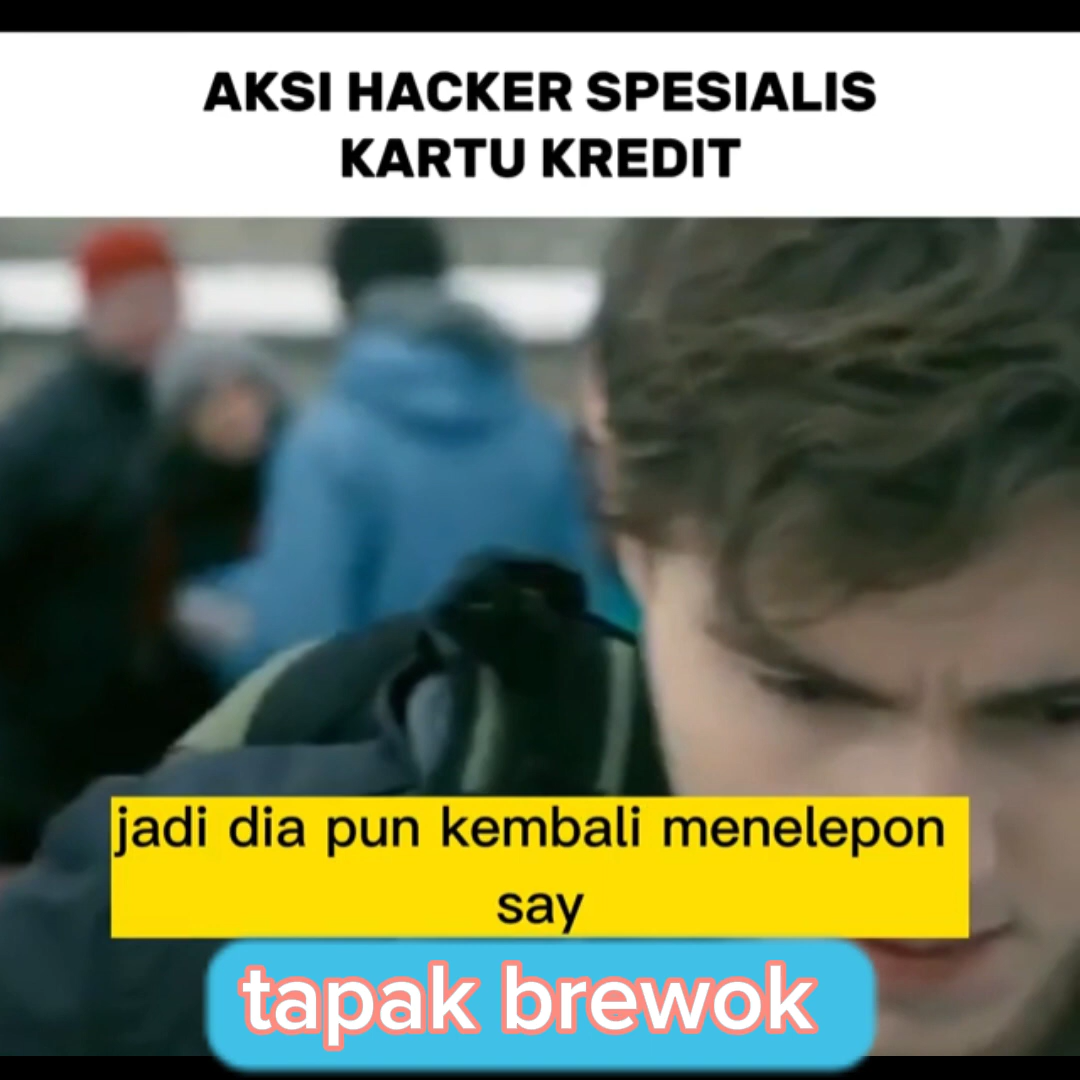 AKSI HACKER SPESIALIS
KARTU KREDIT
jadi dia pun kembali menelepon
say
tapak brewok